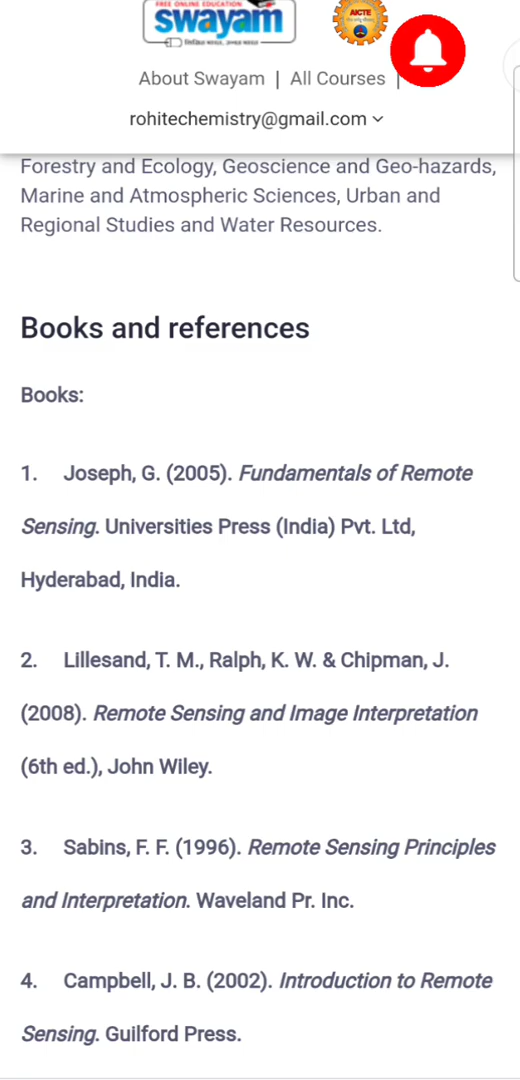 FREE ONLINE EDUCATION
swayam
AICTE
About Swayam | All Courses |
rohitechemistry@gmail.com
Forestry and Ecology, Geoscience and Geo-hazards,
Marine and Atmospheric Sciences, Urban and
Regional Studies and Water Resources.
Books and references
Books:
1. Joseph, G. (2005). Fundamentals of Remote
Sensing. Universities Press (India) Pvt. Ltd,
Hyderabad, India.
2. Lillesand, T. M., Ralph, K. W. & Chipman, J.
(2008). Remote Sensing and Image Interpretation
(6th ed.), John Wiley.
3. Sabins, F. F. (1996). Remote Sensing Principles
and Interpretation. Waveland Pr. Inc.
4. Campbell, J. B. (2002). Introduction to Remote
Sensing. Guilford Press.